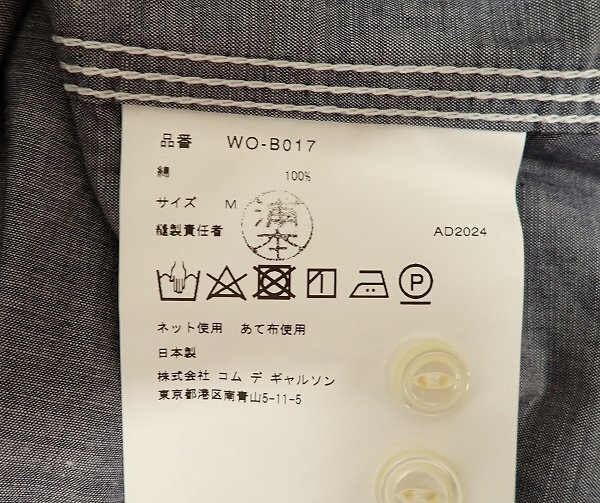 品番 WO-B017
綿 100%
サイズ M
縫製責任者 溝本 AD2024
P
ネット使用 あて布使用
日本製
株式会社 コム デ ギャルソン
東京都港区南青山5-11-5